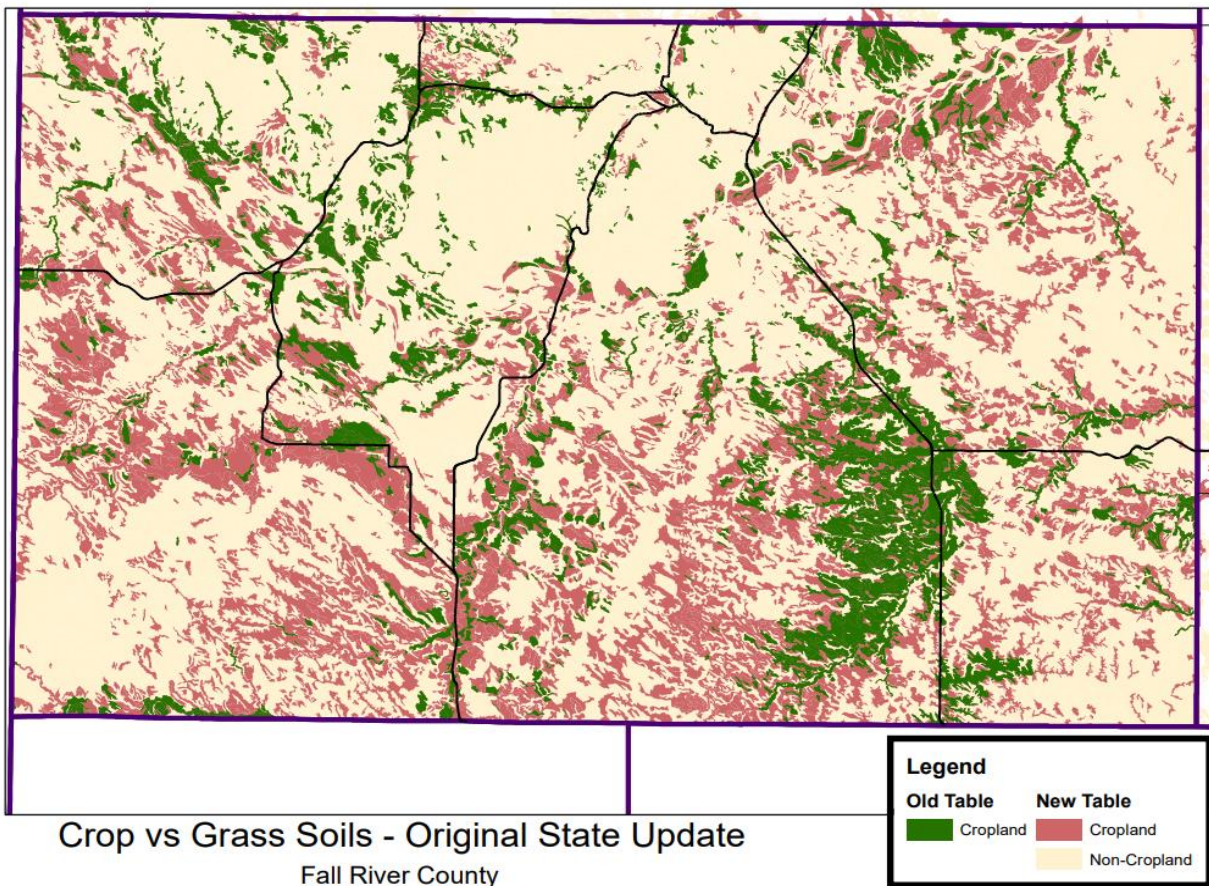 Legend
Old Table New Table
Cropland Cropland
Non-Cropland
Crop vs Grass Soils - Original State Update
Fall River County